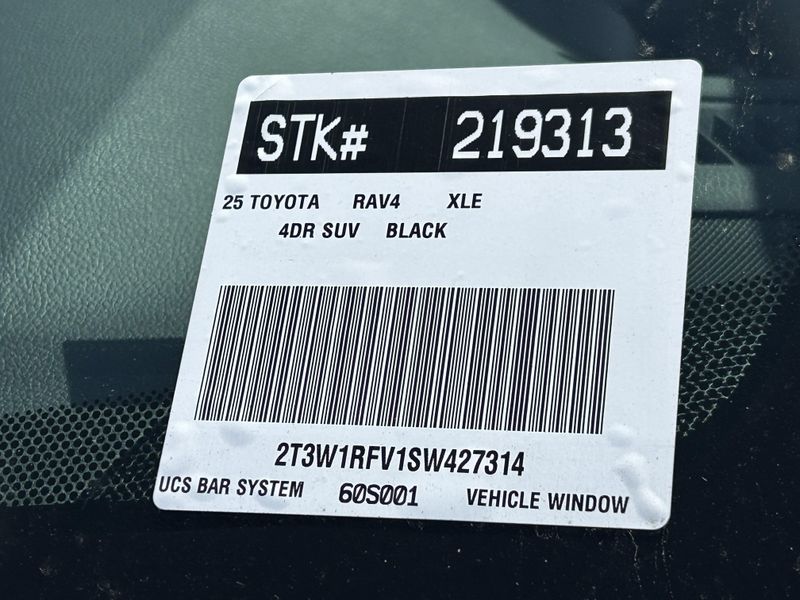 STK# 219313
25 TOYOTA RAV4 XLE
4DR SUV BLACK
2T3W1RFV1SW427314
UCS BAR SYSTEM 60S001 VEHICLE WINDOW